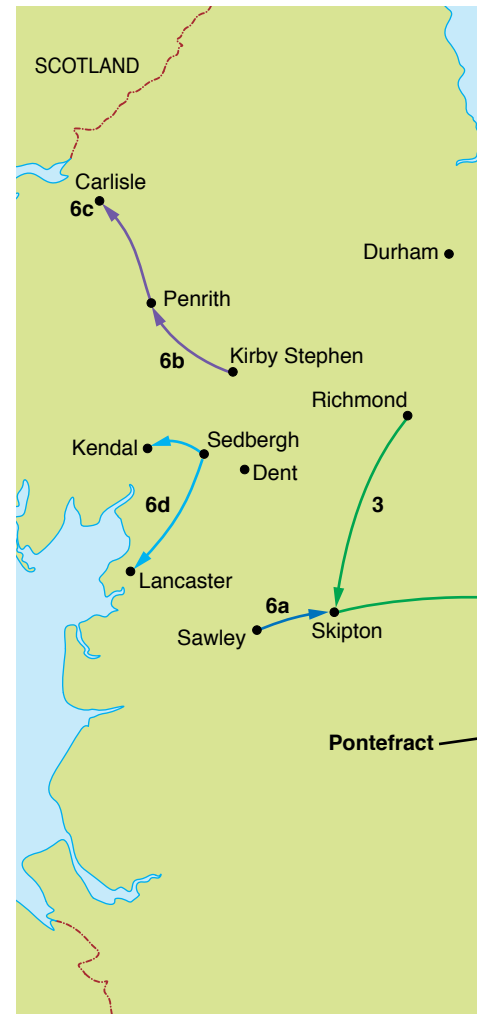 SCOTLAND
Carlisle
6c
Durham
Penrith
6b
Kirby Stephen
Richmond
Kendal
Sedbergh
Dent
6d
3
Lancaster
6a
Sawley
Skipton
Pontefract